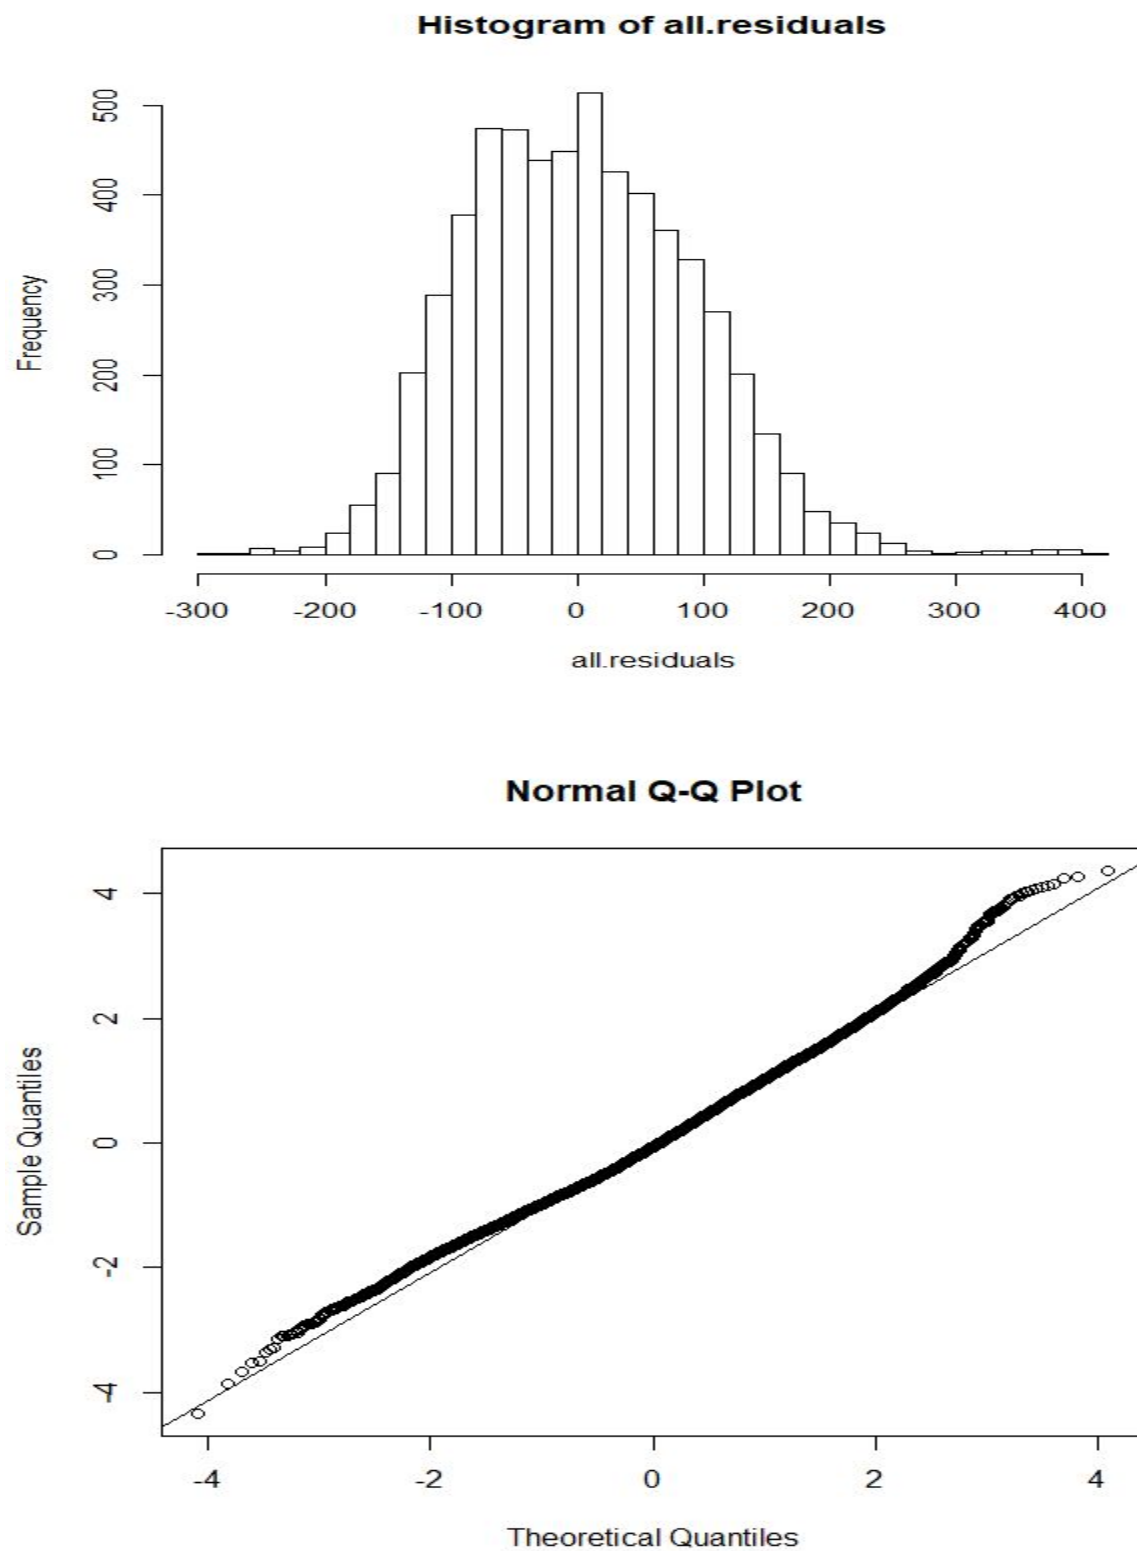 Histogram of all.residuals
Frequency
500
400
300
200
100
0
-300 -200 -100 0 100 200 300 400
all.residuals
Normal Q-Q Plot
Sample Quantiles
4
2
0
-2
-4
-4 -2 0 2 4
Theoretical Quantiles